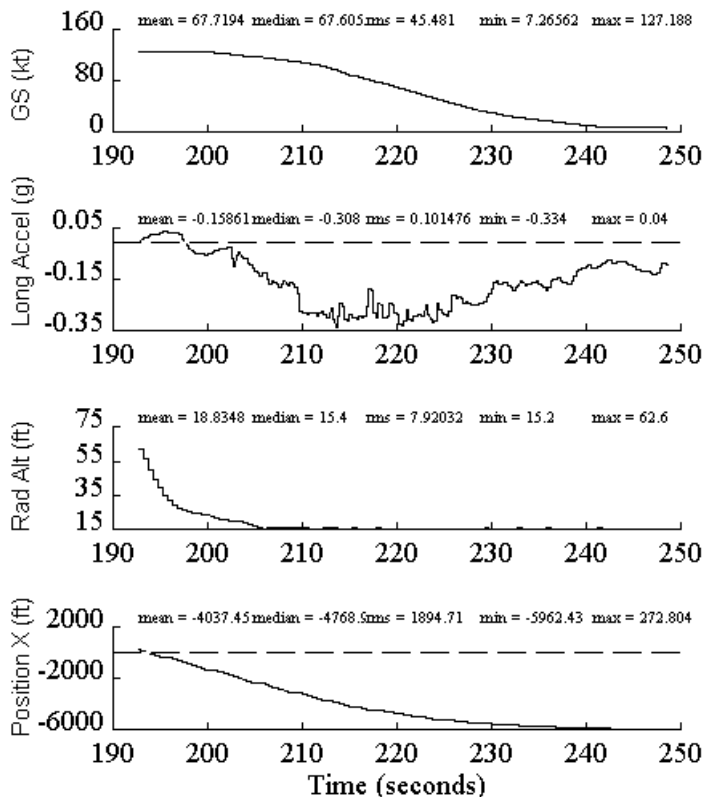 mean = 67.7194 median = 67.605 rms = 45.481 min = 7.26562 max = 127.188
GS (kt)
160
80
0
190 200 210 220 230 240 250
mean = -0.15861 median = -0.308 rms = 0.101476 min = -0.334 max = 0.04
Long Accel (g)
0.05
-0.15
-0.35
190 200 210 220 230 240 250
mean = 18.8348 median = 15.4 rms = 7.92032 min = 15.2 max = 62.6
Rad Alt (ft)
75
55
35
15
190 200 210 220 230 240 250
mean = -4037.45 median = -4768.9 rms = 1894.71 min = -5962.43 max = 272.804
Position X (ft)
2000
-2000
-6000
190 200 210 220 230 240 250
Time (seconds)